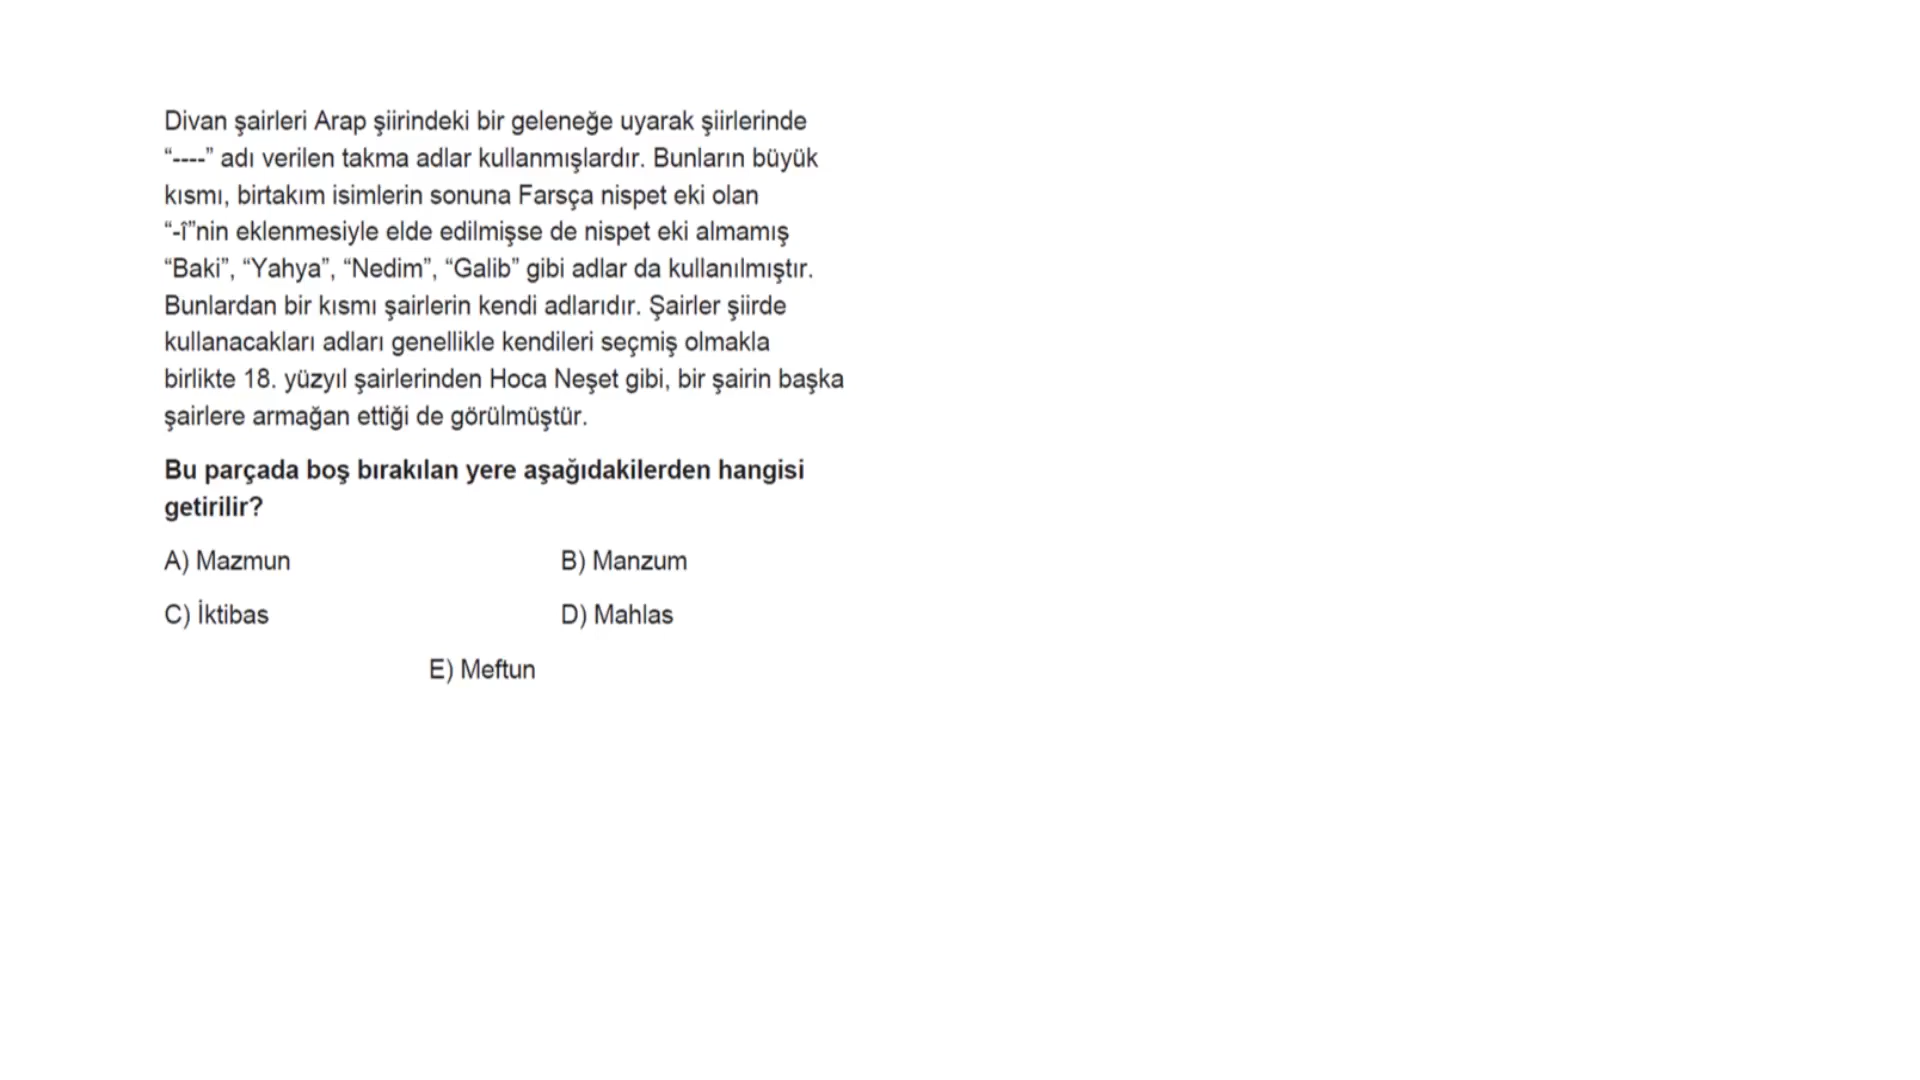 Divan şairleri Arap şiirindeki bir geleneğe uyarak şiirlerinde
“----” adı verilen takma adlar kullanmışlardır. Bunların büyük
kısmı, birtakım isimlerin sonuna Farsça nispet eki olan
“-î”nin eklenmesiyle elde edilmişse de nispet eki almamış
“Baki”, “Yahya”, “Nedim”, “Galib” gibi adlar da kullanılmıştır.
Bunlardan bir kısmı şairlerin kendi adlarıdır. Şairler şiirde
kullanacakları adları genellikle kendileri seçmiş olmakla
birlikte 18. yüzyıl şairlerinden Hoca Neşet gibi, bir şairin başka
şairlere armağan ettiği de görülmüştür.
Bu parçada boş bırakılan yere aşağıdakilerden hangisi
getirilir?
A) Mazmun B) Manzum
C) İktibas D) Mahlas
E) Meftun